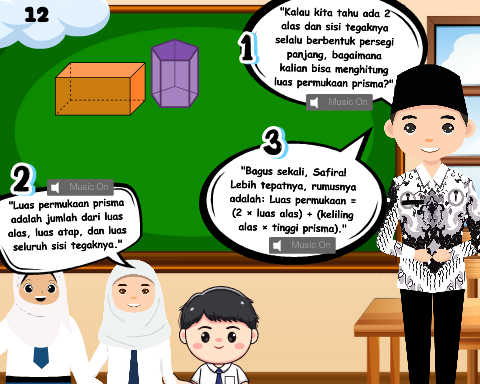 12
1
"Kalau kita tahu ada 2
alas dan sisi tegaknya
selalu berbentuk persegi
panjang, bagaimana
kalian bisa menghitung
luas permukaan prisma?"
Music On
2
Music On
"Luas permukaan prisma
adalah jumlah dari luas
alas, luas atap, dan luas
seluruh sisi tegaknya."
3
"Bagus sekali, Safira!
Lebih tepatnya, rumusnya
adalah: Luas permukaan =
(2 × luas alas) + (keliling
alas × tinggi prisma)."
Music On